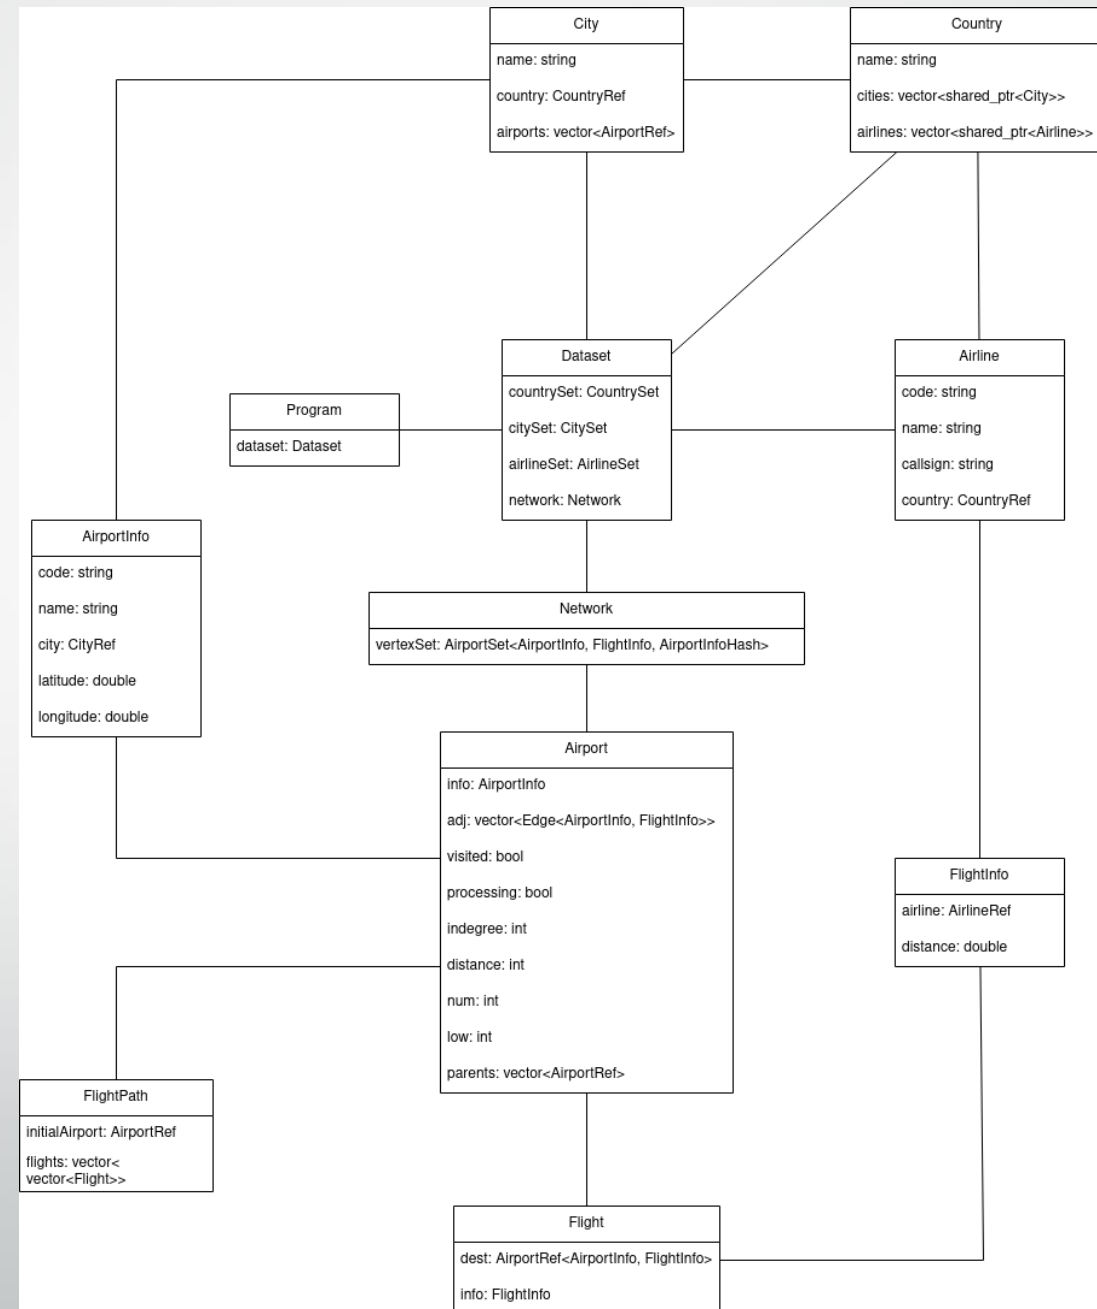 City
name: string
country: CountryRef
airports: vector<AirportRef>
Country
name: string
cities: vector<shared_ptr<City>>
airlines: vector<shared_ptr<Airline>>
Dataset
countrySet: CountrySet
citySet: CitySet
airlineSet: AirlineSet
network: Network
Airline
code: string
name: string
callsign: string
country: CountryRef
Program
dataset: Dataset
AirportInfo
code: string
name: string
city: CityRef
latitude: double
longitude: double
Network
vertexSet: AirportSet<AirportInfo, FlightInfo, AirportInfoHash>
Airport
info: AirportInfo
adj: vector<Edge<AirportInfo, FlightInfo>>
visited: bool
processing: bool
indegree: int
distance: int
num: int
low: int
parents: vector<AirportRef>
FlightInfo
airline: AirlineRef
distance: double
FlightPath
initialAirport: AirportRef
flights: vector<
vector<Flight>>
Flight
dest: AirportRef<AirportInfo, FlightInfo>
info: FlightInfo